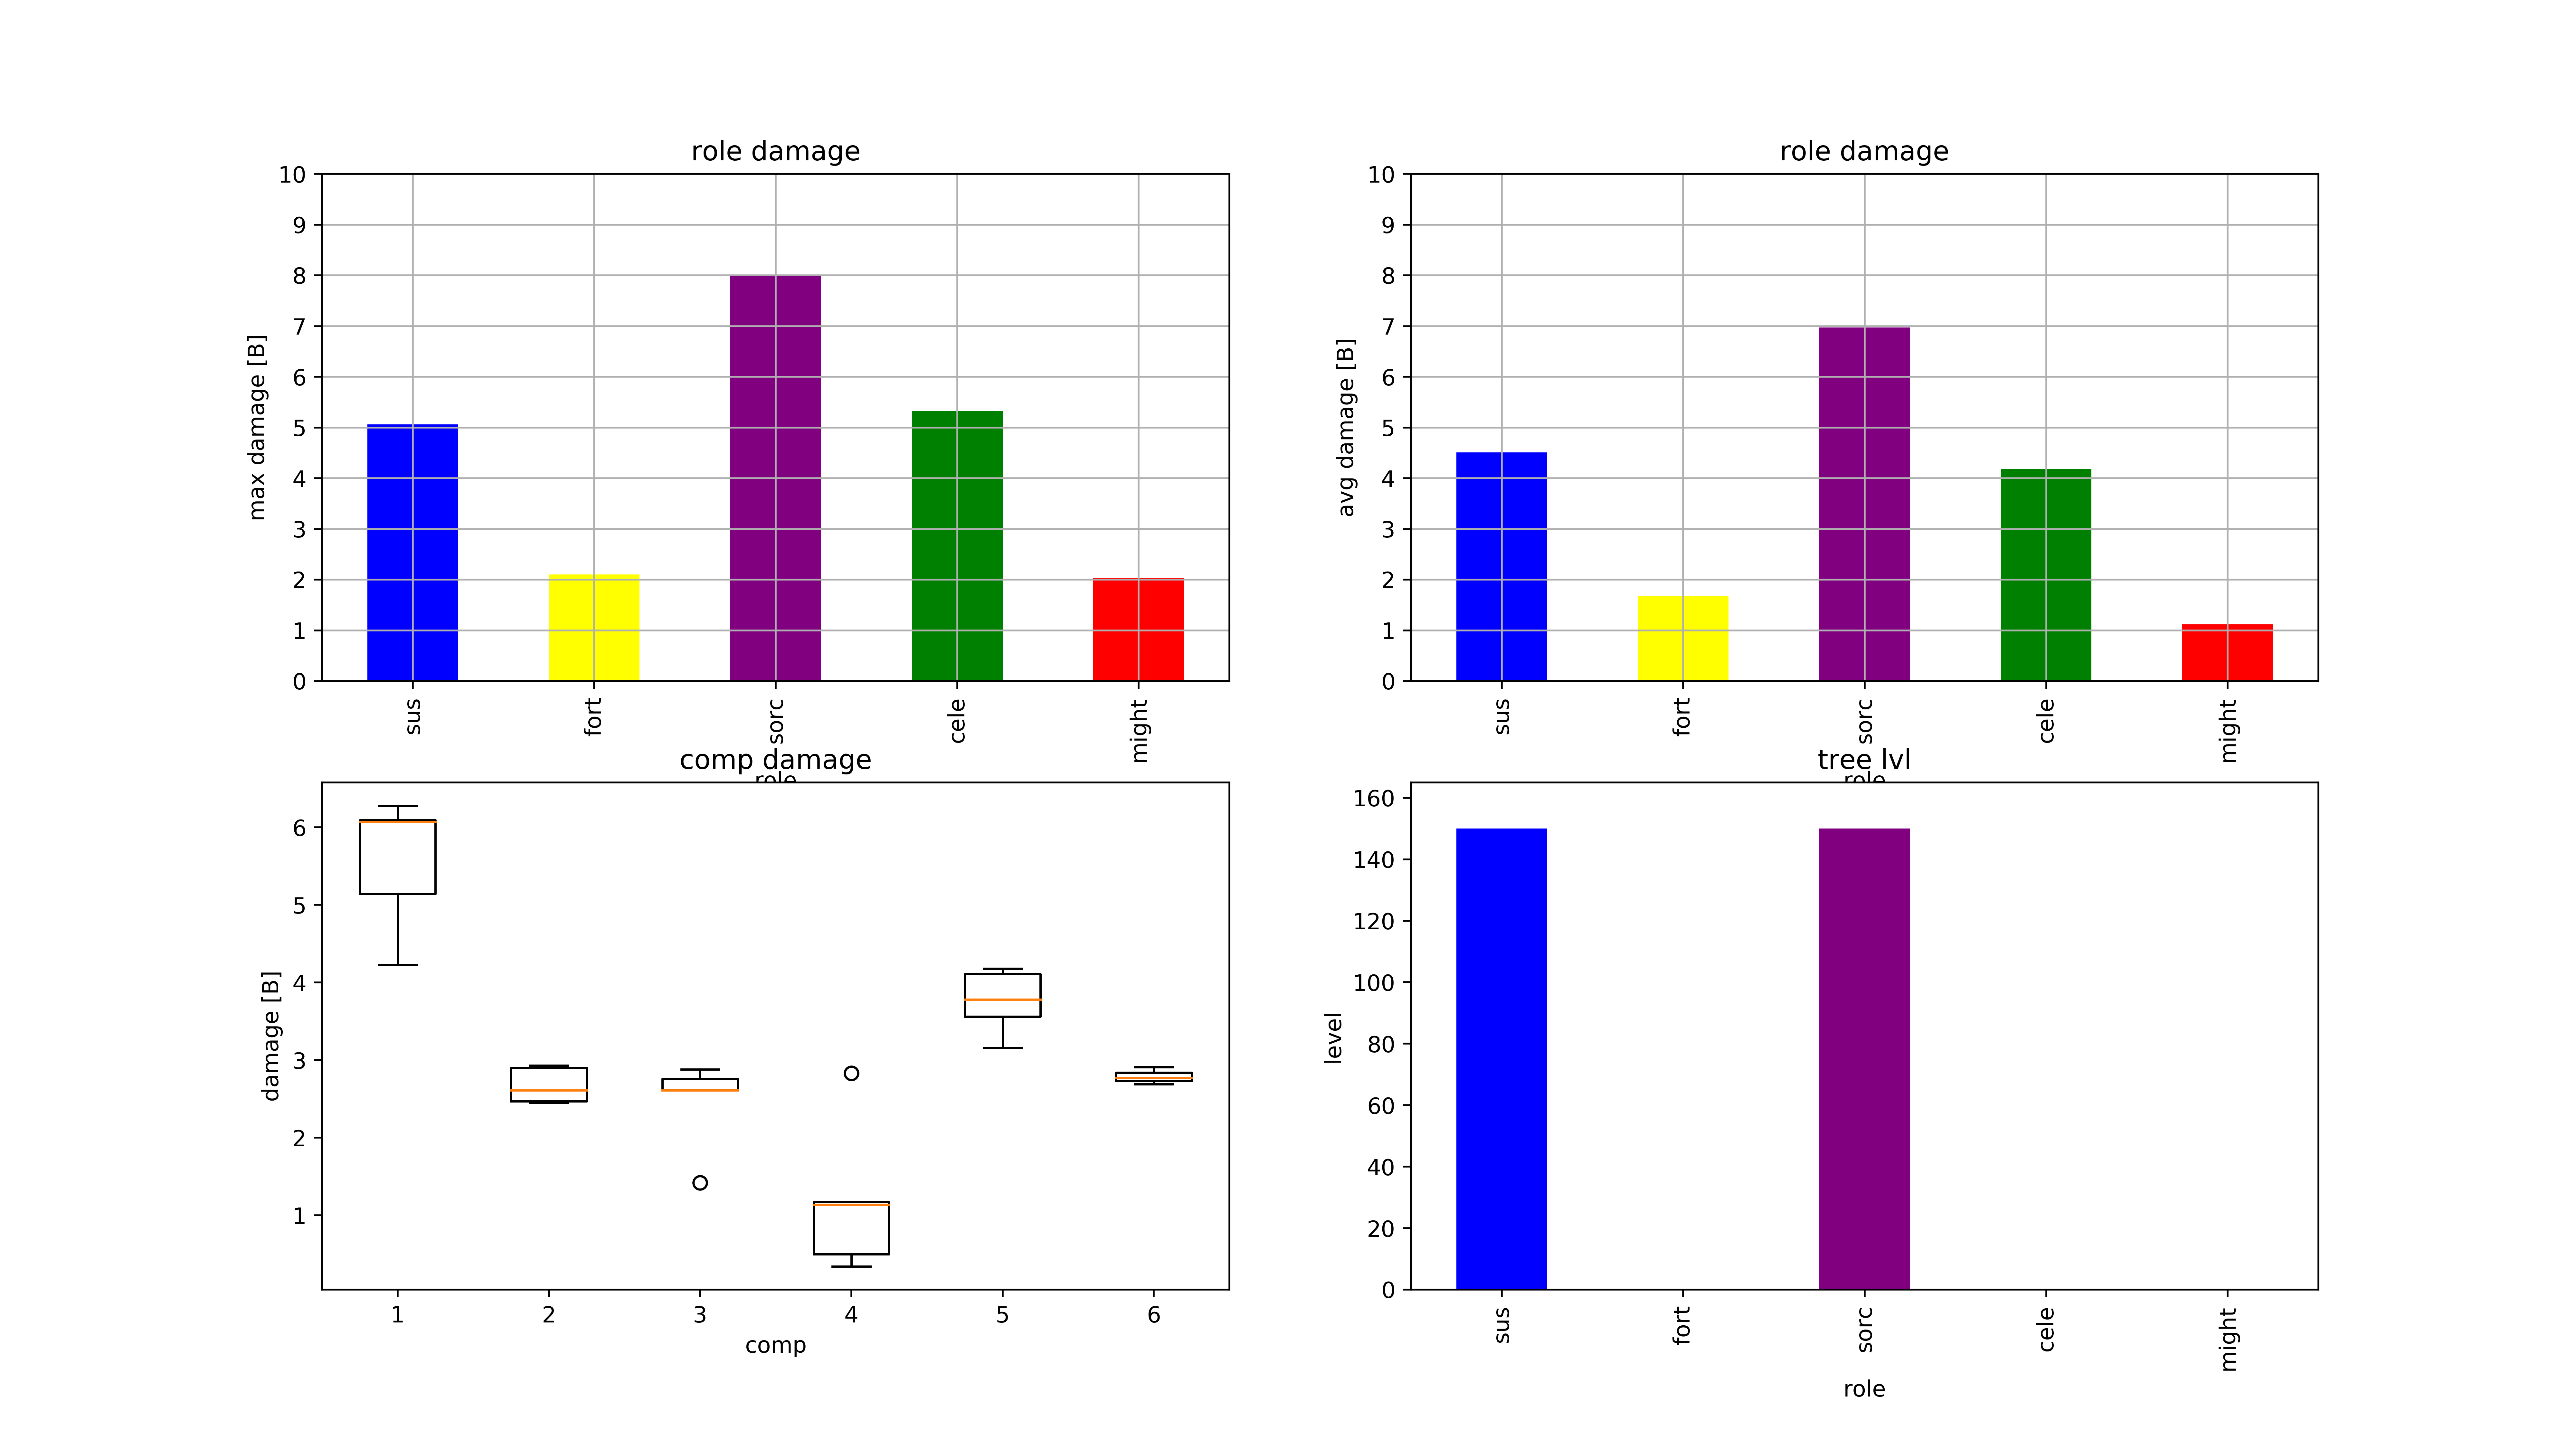 role damage
10
9
8
7
6
5
4
3
2
1
0
max damage [B]
sus
fort
sorc
cele
might
role
role damage
10
9
8
7
6
5
4
3
2
1
0
avg damage [B]
sus
fort
sorc
cele
might
role
comp damage
6
5
4
3
2
1
damage [B]
1 2 3 4 5 6
comp
tree lvl
160
140
120
100
80
60
40
20
0
level
sus
fort
sorc
cele
might
role